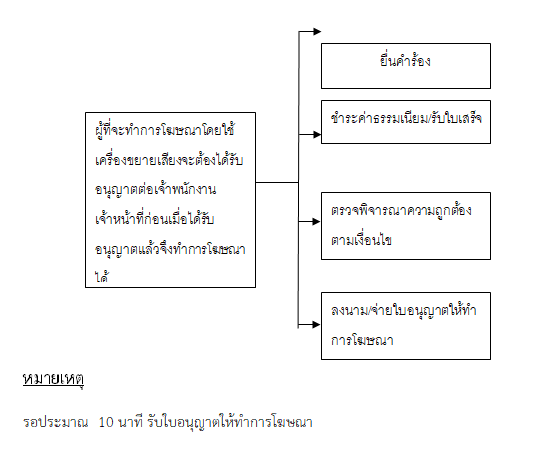 ผู้ที่จะทำการโฆษณาโดยใช้
เครื่องขยายเสียงจะต้องได้รับ
อนุญาตต่อเจ้าพนักงาน
เจ้าหน้าที่ก่อนเมื่อได้รับ
อนุญาตแล้วจึงทำการโฆษณา
ได้
ยื่นคำร้อง
ชำระค่าธรรมเนียม/รับใบเสร็จ
ตรวจพิจารณาความถูกต้อง
ตามเงื่อนไข
ลงนาม/จ่ายใบอนุญาตให้ทำ
การโฆษณา
หมายเหตุ
รอประมาณ 10 นาที รับใบอนุญาตให้ทำการโฆษณา